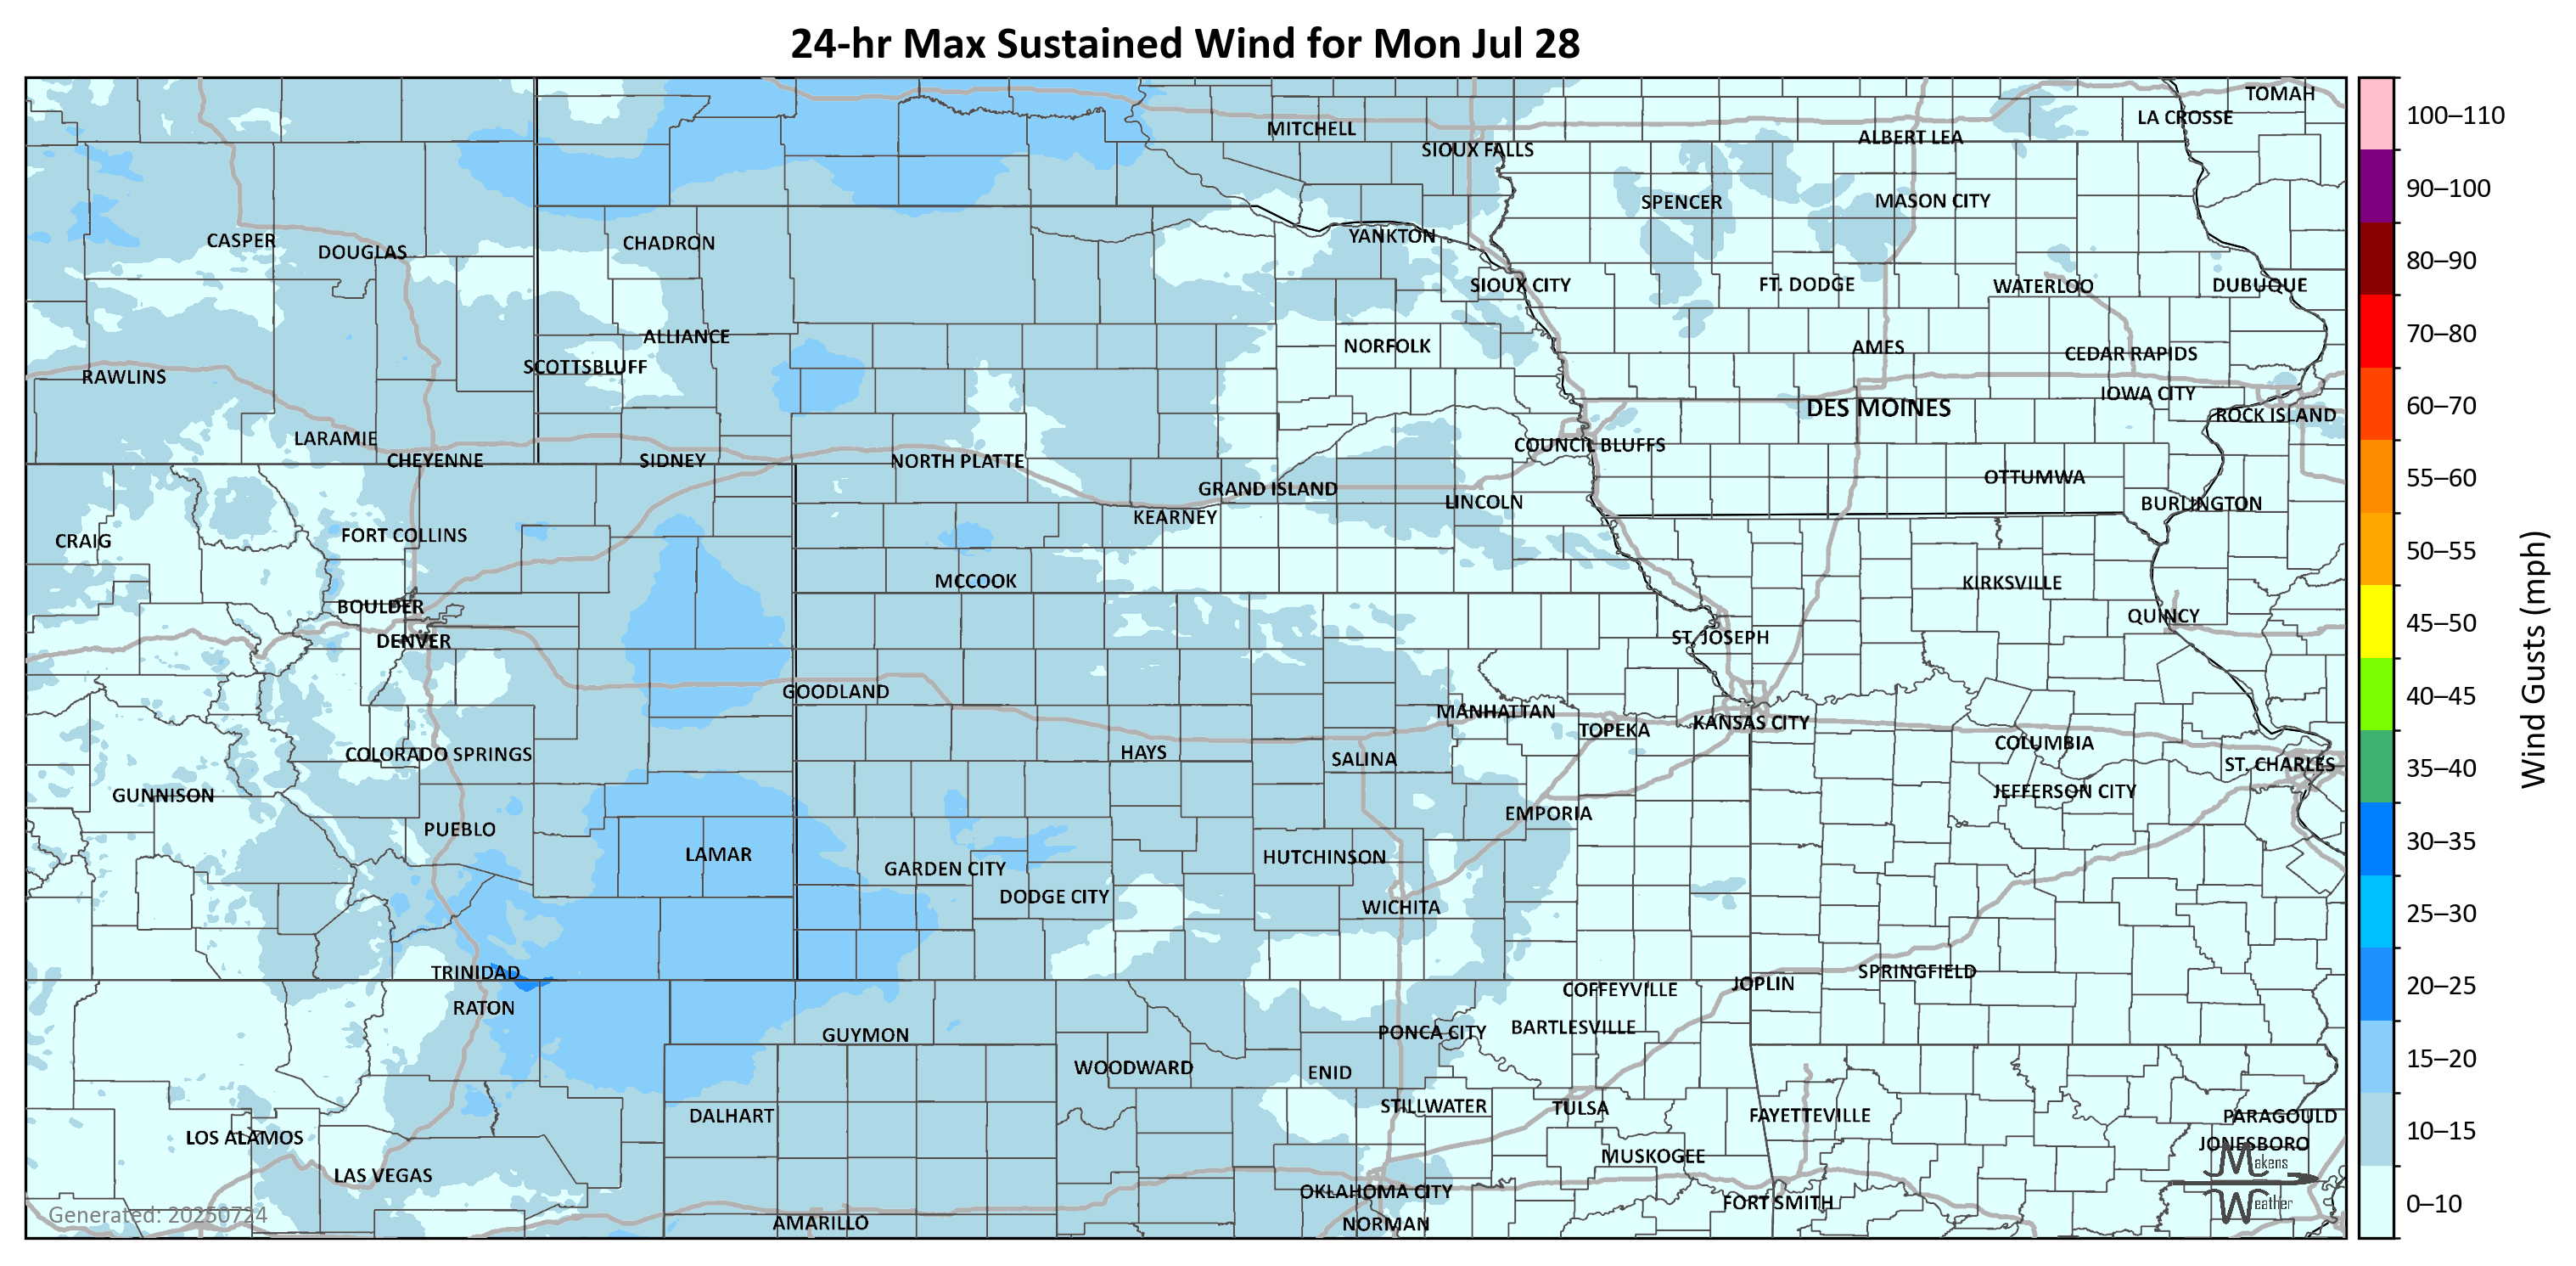 24-hr Max Sustained Wind for Mon Jul 28
TOMAH
LA CROSSE
MITCHELL
ALBERT LEA
SIOUX FALLS
SPENCER
MASON CITY
CASPER
DOUGLAS
CHADRON
YANKTON
SIOUX CITY
FT. DODGE
WATERLOO
DUBUQUE
ALLIANCE
NORFOLK
AMES
CEDAR RAPIDS
SCOTTSBLUFF
RAWLINS
IOWA CITY
DES MOINES
ROCK ISLAND
LARAMIE
COUNCIL BLUFFS
CHEYENNE
SIDNEY
NORTH PLATTE
OTTUMWA
GRAND ISLAND
LINCOLN
BURLINGTON
KEARNEY
FORT COLLINS
CRAIG
MCCOOK
KIRKSVILLE
BOULDER
QUINCY
DENVER
ST. JOSEPH
GOODLAND
MANHATTAN
KANSAS CITY
TOPEKA
COLUMBIA
COLORADO SPRINGS
HAYS
SALINA
ST. CHARLES
GUNNISON
JEFFERSON CITY
EMPORIA
PUEBLO
LAMAR
HUTCHINSON
GARDEN CITY
DODGE CITY
WICHITA
TRINIDAD
SPRINGFIELD
JOPLIN
COFFEYVILLE
RATON
BARTLESVILLE
PONCA CITY
GUYMON
WOODWARD
ENID
STILLWATER
TULSA
DALHART
FAYETTEVILLE
PARAGOULD
LOS ALAMOS
JONESBORO
MUSKOGEE
LAS VEGAS
OKLAHOMA CITY
FORT SMITH
AMARILLO
NORMAN
Generated: 20250724
Makens
Weather
100–110
90–100
80–90
70–80
60–70
55–60
50–55
45–50
40–45
35–40
30–35
25–30
20–25
15–20
10–15
0–10
Wind Gusts (mph)